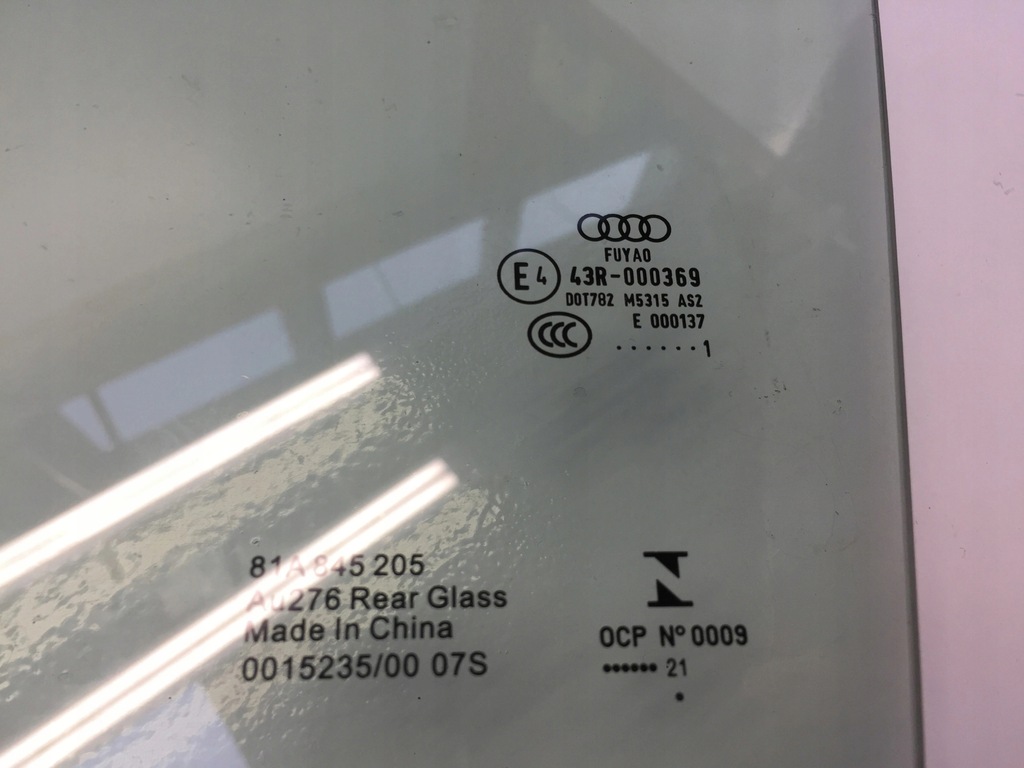 FUYAO
E4 43R-000369
DOT782 M5315 AS2
E 000137
CCC
· · · · · · 1
81A 845 205
Au276 Rear Glass
Made In China
0015235/00 07S
N
OCP Nº 0009
•••••• 21
•